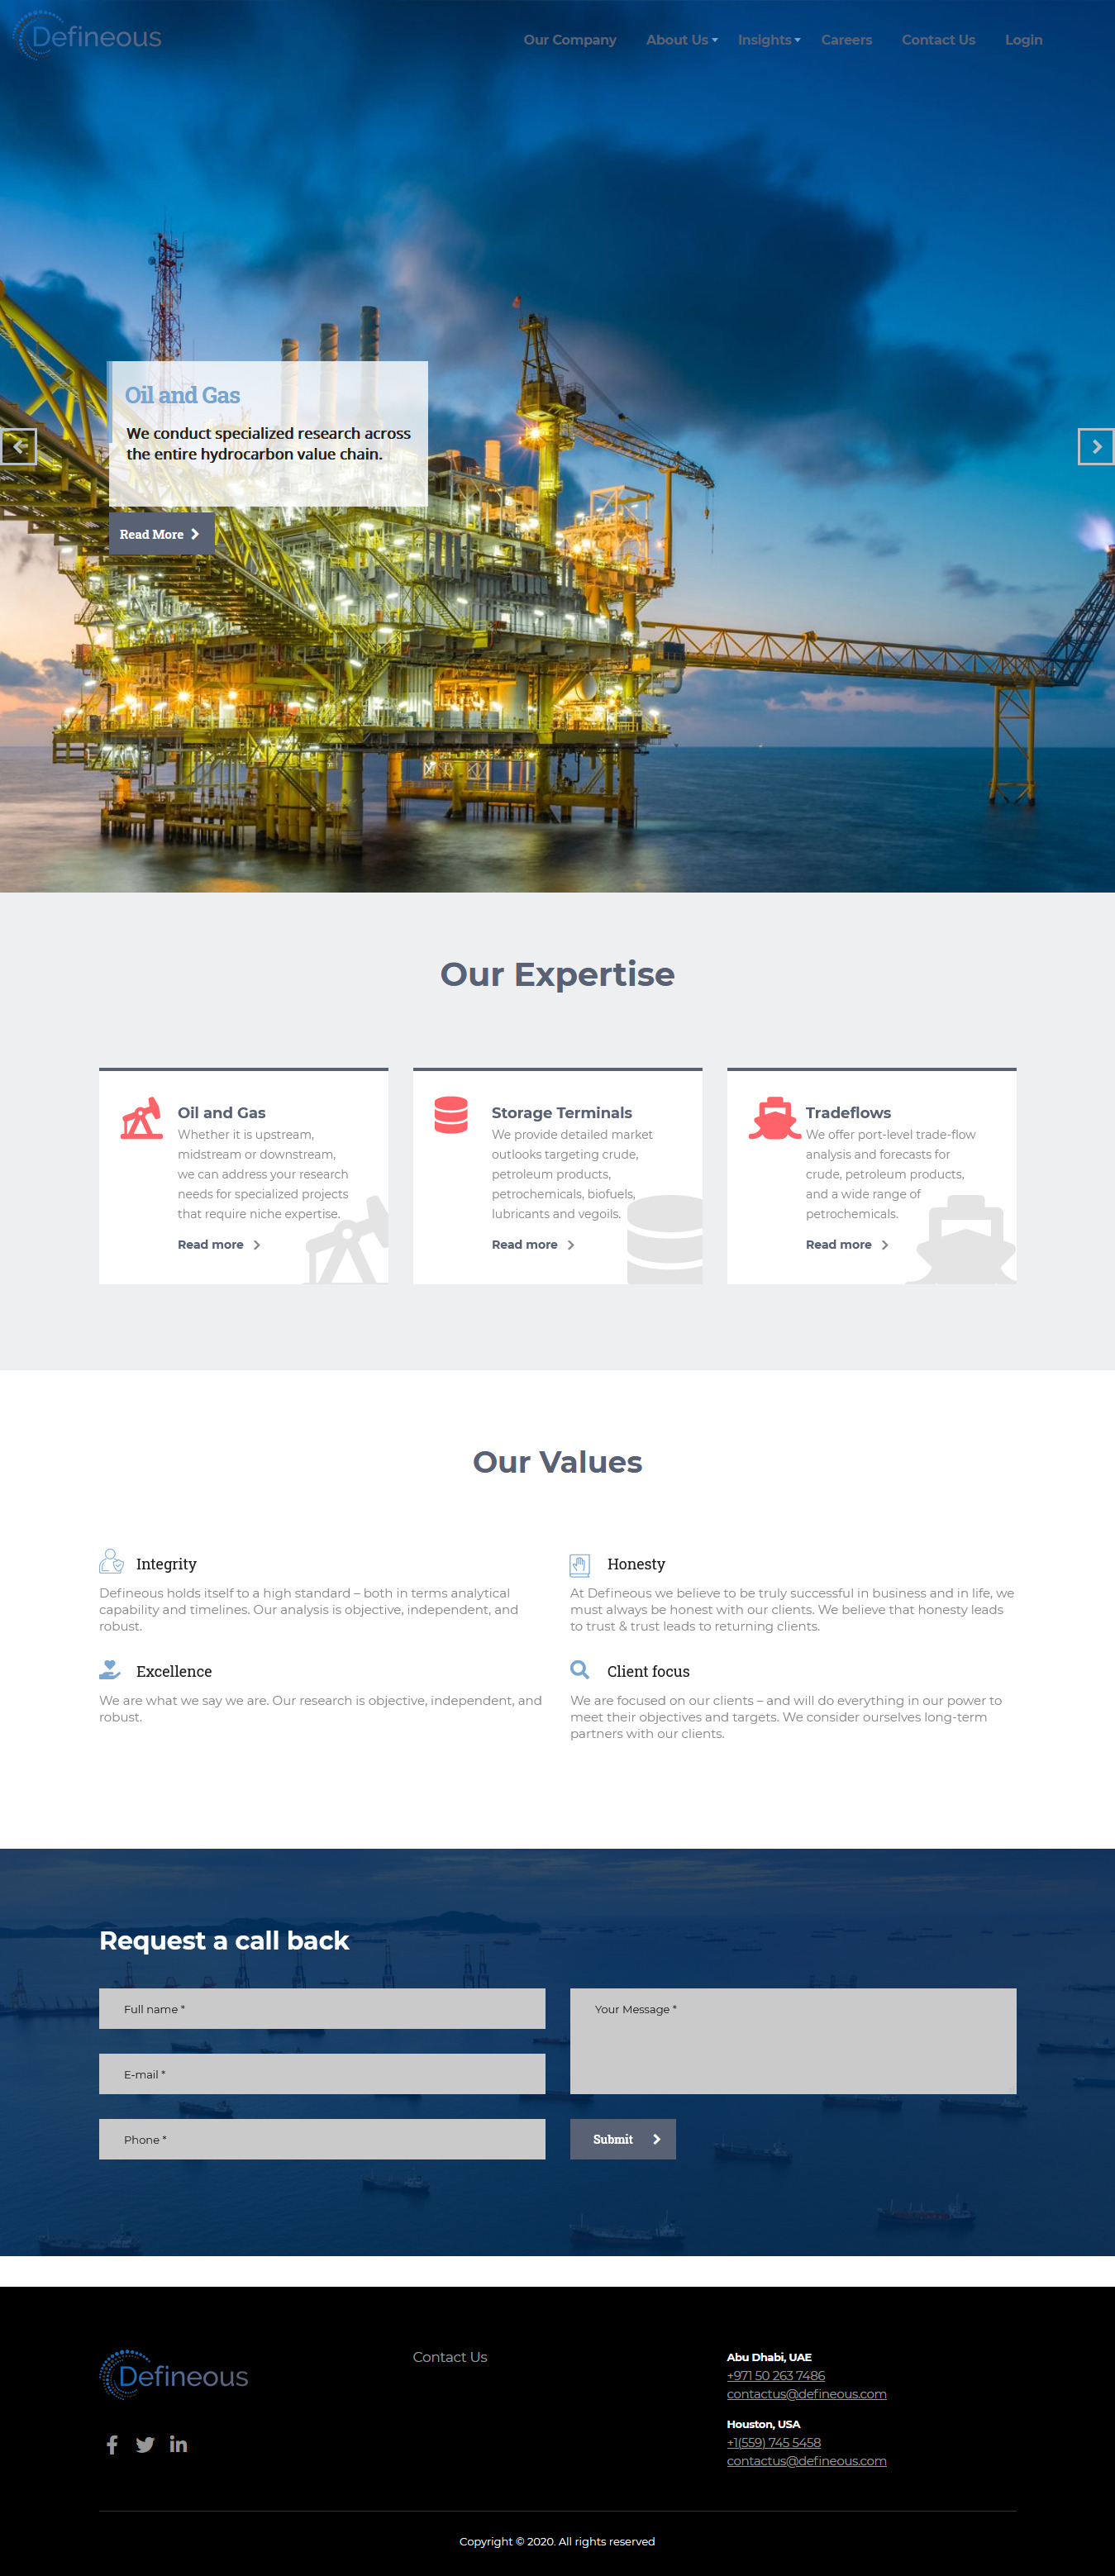 Defineous
Our Company About Us Insights Careers Contact Us Login
Oil and Gas
We conduct specialized research across
the entire hydrocarbon value chain.
Read More
Our Expertise
Oil and Gas
Whether it is upstream,
midstream or downstream,
we can address your research
needs for specialized projects
that require niche expertise.
Read more
Storage Terminals
We provide detailed market
outlooks targeting crude,
petroleum products,
petrochemicals, biofuels,
lubricants and vegoils.
Read more
Tradeflows
We offer port-level trade-flow
analysis and forecasts for
crude, petroleum products,
and a wide range of
petrochemicals.
Read more
Our Values
Integrity
Defineous holds itself to a high standard – both in terms analytical
capability and timelines. Our analysis is objective, independent, and
robust.
Honesty
At Defineous we believe to be truly successful in business and in life, we
must always be honest with our clients. We believe that honesty leads
to trust & trust leads to returning clients.
Excellence
We are what we say we are. Our research is objective, independent, and
robust.
Client focus
We are focused on our clients – and will do everything in our power to
meet their objectives and targets. We consider ourselves long-term
partners with our clients.
Request a call back
Full name *
E-mail *
Phone *
Your Message *
Submit
Defineous
Contact Us
Abu Dhabi, UAE
+971 50 263 7486
contactus@defineous.com
Houston, USA
+1(559) 745 5458
contactus@defineous.com
Copyright © 2020. All rights reserved